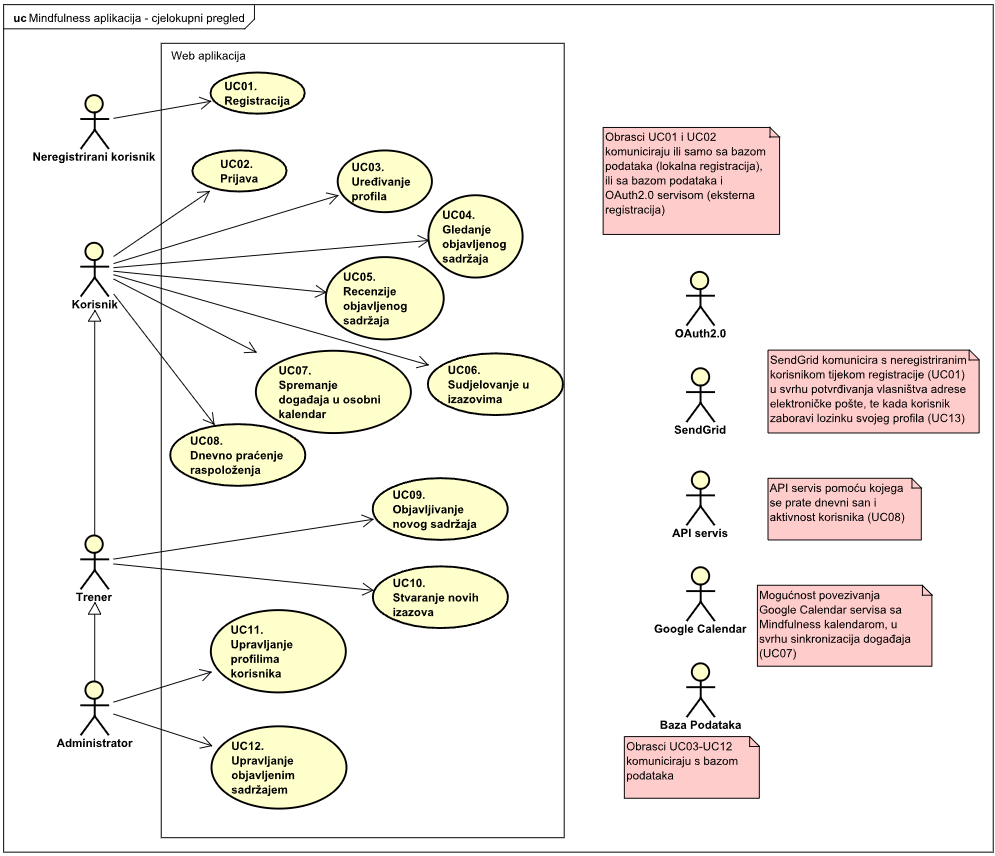 uc Mindfulness aplikacija - cjelokupni pregled
Web aplikacija
UC01.
Registracija
Neregistrirani korisnik
UC02.
Prijava
UC03.
Uređivanje
profila
UC04.
Gledanje
objavljenog
sadržaja
Korisnik
UC05.
Recenzije
objavljenog
sadržaja
UC07.
Spremanje
događaja u osobni
kalendar
UC06.
Sudjelovanje u
izazovima
UC08.
Dnevno praćenje
raspoloženja
UC09.
Objavljivanje
novog sadržaja
Trener
UC10.
Stvaranje novih
izazova
UC11.
Upravljanje
profilima
korisnika
Administrator
UC12.
Upravljanje
objavljenim
sadržajem
Obrasci UC01 i UC02
komuniciraju ili samo sa bazom
podataka (lokalna registracija),
ili sa bazom podataka i
OAuth2.0 servisom (eksterna
registracija)
OAuth2.0
SendGrid komunicira s neregistriranim
korisnikom tijekom registracije (UC01)
u svrhu potvrđivanja vlasništva adrese
elektroničke pošte, te kada korisnik
zaboravi lozinku svojeg profila (UC13)
SendGrid
API servis pomoću kojega
se prate dnevni san i
aktivnost korisnika (UC08)
API servis
Mogućnost povezivanja
Google Calendar servisa sa
Mindfulness kalendarom, u
svrhu sinkronizacija događaja
(UC07)
Google Calendar
Baza Podataka
Obrasci UC03-UC12
komuniciraju s bazom
podataka